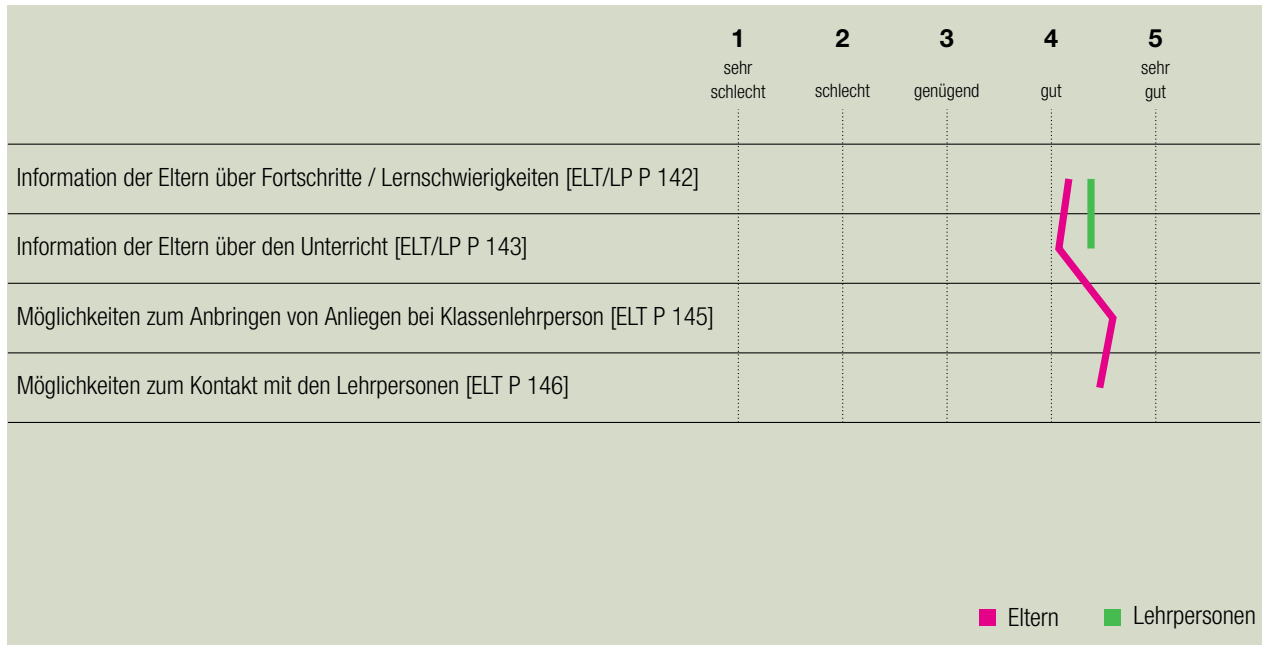 1 2 3 4 5
sehr schlecht schlecht genügend gut sehr gut
Information der Eltern über Fortschritte / Lernschwierigkeiten [ELT/LP P 142]
Information der Eltern über den Unterricht [ELT/LP P 143]
Möglichkeiten zum Anbringen von Anliegen bei Klassenlehrperson [ELT P 145]
Möglichkeiten zum Kontakt mit den Lehrpersonen [ELT P 146]
Eltern Lehrpersonen